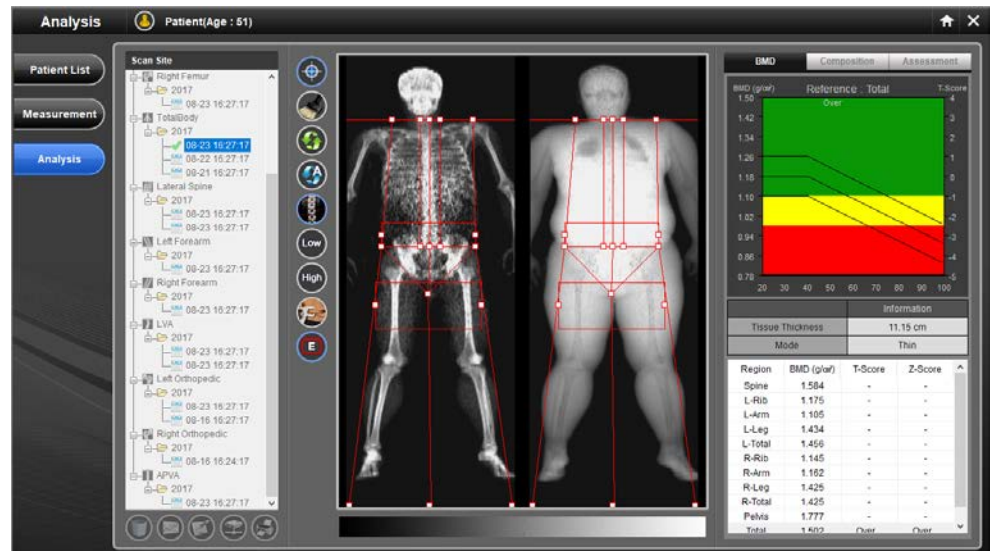 Analysis
Patient(Age : 51)
Patient List
Measurement
Analysis
Scan Site
Right Femur
2017
08-23 16:27:17
TotalBody
2017
08-23 16:27:17
08-22 16:27:17
08-21 16:27:17
Lateral Spine
2017
08-23 16:27:17
08-23 16:27:17
Left Forearm
2017
08-23 16:27:17
Right Forearm
2017
08-23 16:27:17
LVA
2017
08-23 16:27:17
08-23 16:27:17
Left Orthopedic
2017
08-23 16:27:17
08-16 16:27:17
Right Orthopedic
2017
08-16 16:24:17
APVA
2017
08-23 16:27:17
A
Low
High
E
BMD Composition Assessment
BMD (g/㎠) Reference : Total T-Score
Over
1.50 4
1.42 3
1.34 2
1.26 1
1.18 0
1.10 -1
1.02 -2
0.94 -3
0.86 -4
0.78 -5
20 30 40 50 60 70 80 90 100
Information
Tissue Thickness 11.15 cm
Mode Thin
Region BMD (g/㎠) T-Score Z-Score
Spine 1.584 - -
L-Rib 1.175 - -
L-Arm 1.105 - -
L-Leg 1.434 - -
L-Total 1.456 - -
R-Rib 1.145 - -
R-Arm 1.162 - -
R-Leg 1.425 - -
R-Total 1.425 - -
Pelvis 1.777 - -
Total 1.502 Over Over